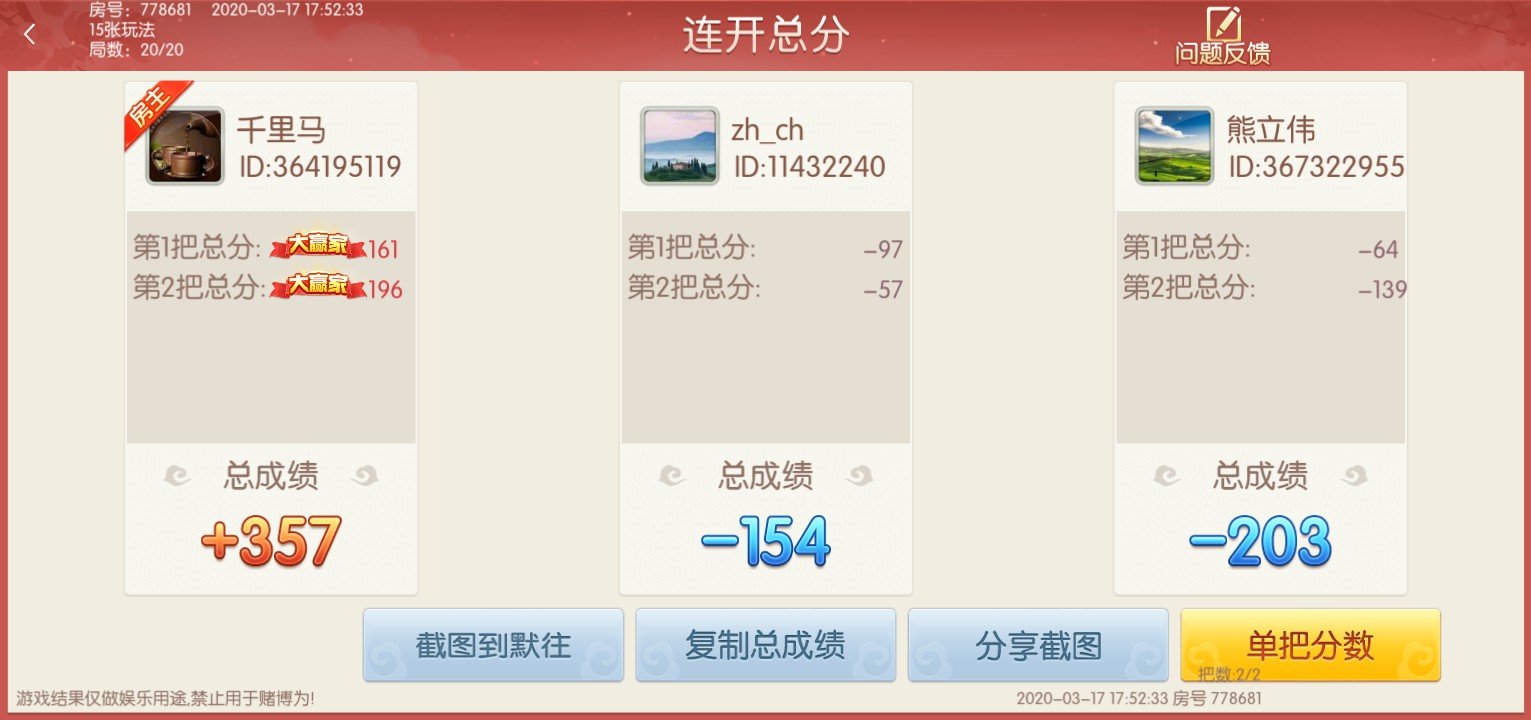 房号：778681 2020-03-17 17:52:33
15张玩法
局数：20/20
连开总分
问题反馈
房主
千里马
ID:364195119
第1把总分: 大赢家 161
第2把总分: 大赢家 196
总成绩
+357
zh_ch
ID:11432240
第1把总分: -97
第2把总分: -57
总成绩
-154
熊立伟
ID:367322955
第1把总分: -64
第2把总分: -139
总成绩
-203
截图到默往
复制总成绩
分享截图
单把分数
把数:2/2
游戏结果仅做娱乐用途,禁止用于赌博为!
2020-03-17 17:52:33 房号 778681